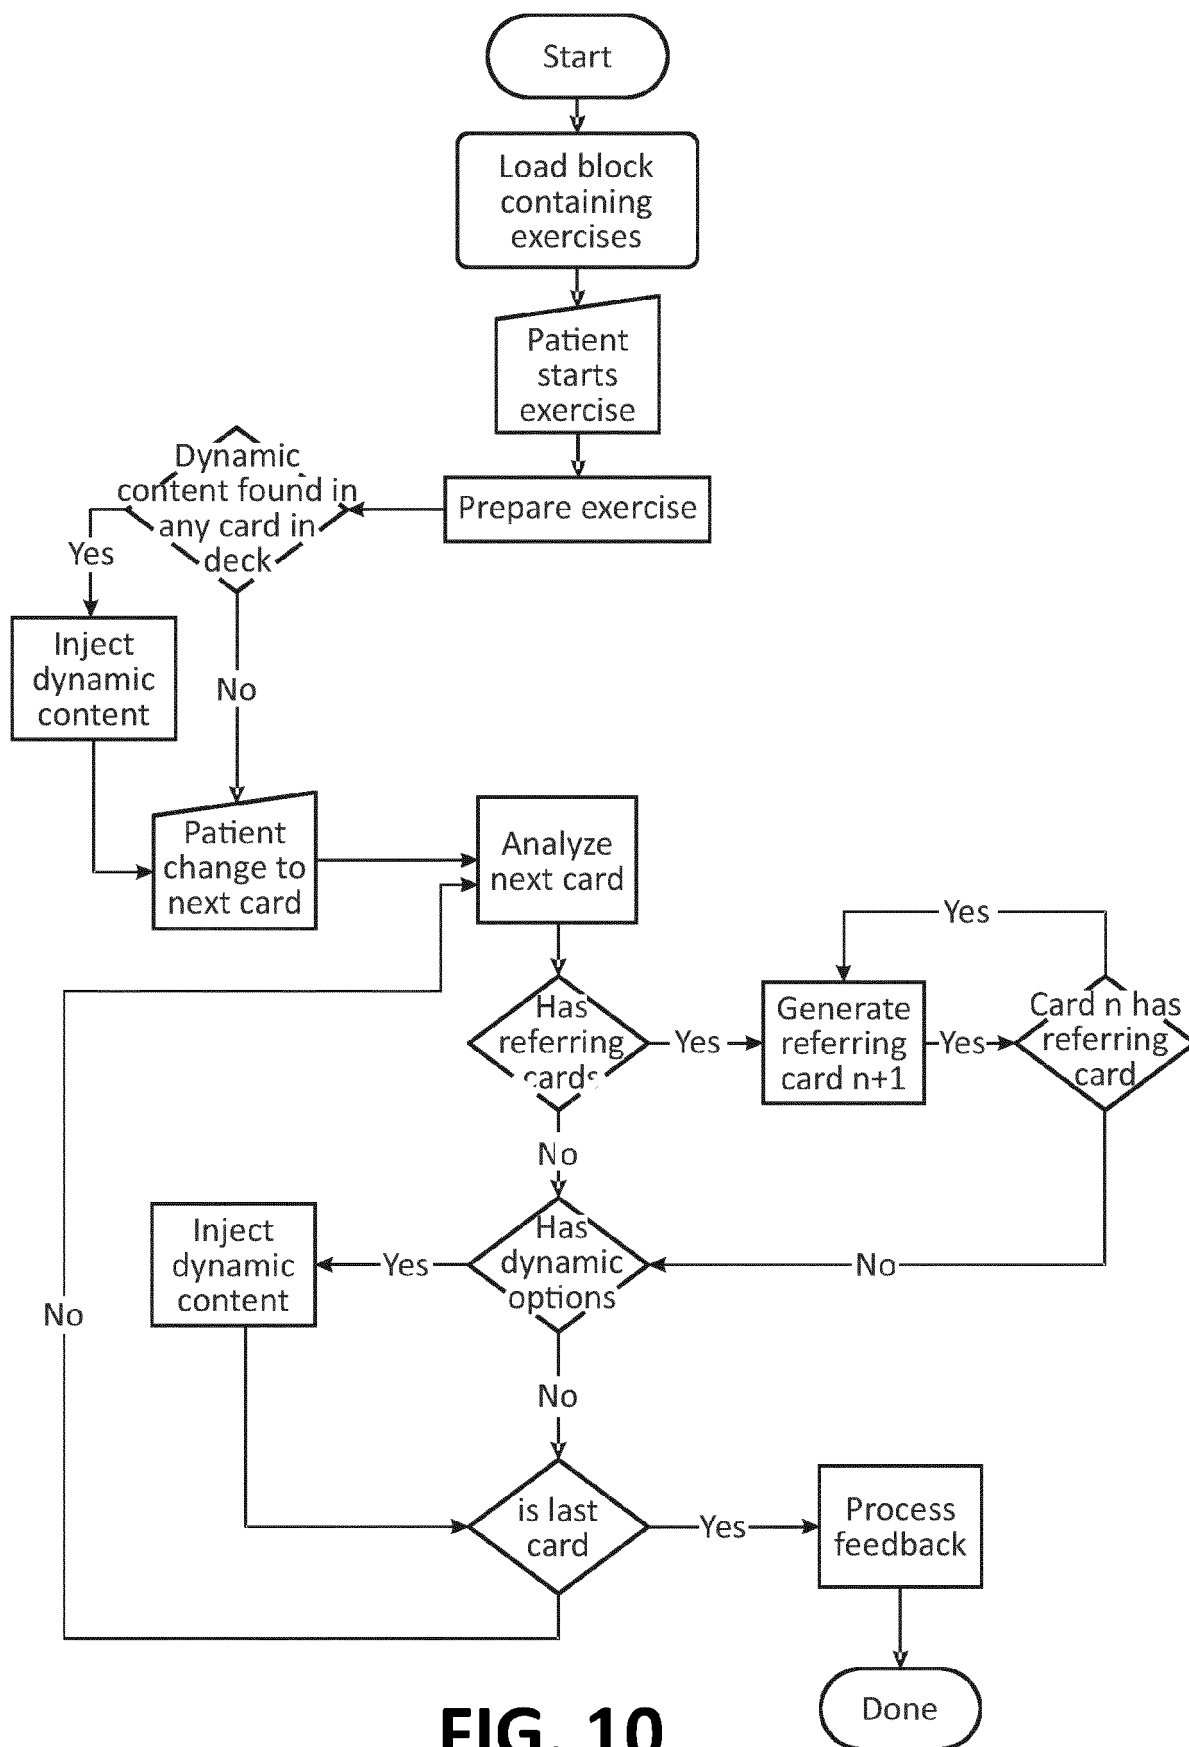 Start
Load block
containing
exercises
Patient
starts
exercise
Prepare exercise
Dynamic
content found in
any card in
deck
Yes
No
Inject
dynamic
content
Patient
change to
next card
Analyze
next card
Yes
Has
referring
cards
Yes
Generate
referring
card n+1
Yes
Card n has
referring
card
No
Has
dynamic
options
Yes
No
Inject
dynamic
content
No
No
is last
card
Yes
Process
feedback
Done
FIG. 10